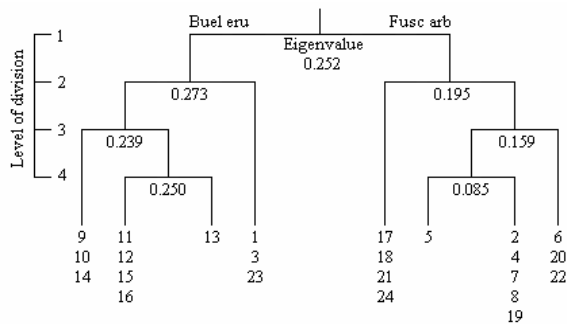 Buel eru Fusc arb
1
Eigenvalue
0.252
Level of division
2
0.273 0.195
3
0.239 0.159
4
0.250 0.085
9 11 13 1 17 5 2 6
10 12 3 18 4 20
14 15 23 21 7 22
16 24 8
19